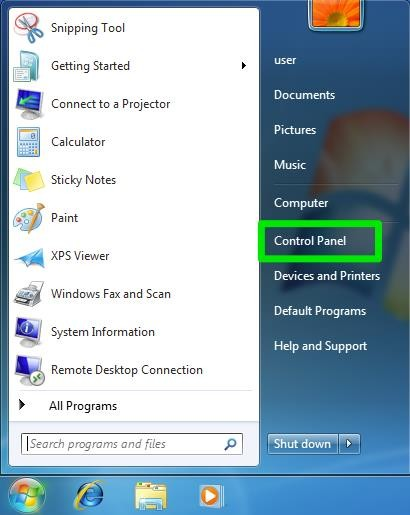 Snipping Tool
Getting Started
Connect to a Projector
Calculator
Sticky Notes
Paint
XPS Viewer
Windows Fax and Scan
System Information
Remote Desktop Connection
All Programs
Search programs and files
user
Documents
Pictures
Music
Computer
Control Panel
Devices and Printers
Default Programs
Help and Support
Shut down